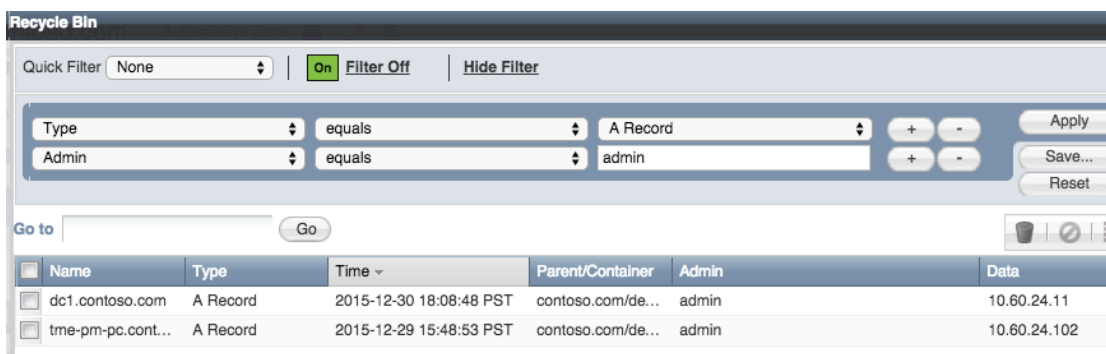 Recycle Bin
Quick Filter None On Filter Off Hide Filter
Type equals A Record + - Apply
Admin equals admin + - Save...
Reset
Go to Go
Name Type Time Parent/Container Admin Data
dc1.contoso.com A Record 2015-12-30 18:08:48 PST contoso.com/de... admin 10.60.24.11
tme-pm-pc.cont... A Record 2015-12-29 15:48:53 PST contoso.com/de... admin 10.60.24.102